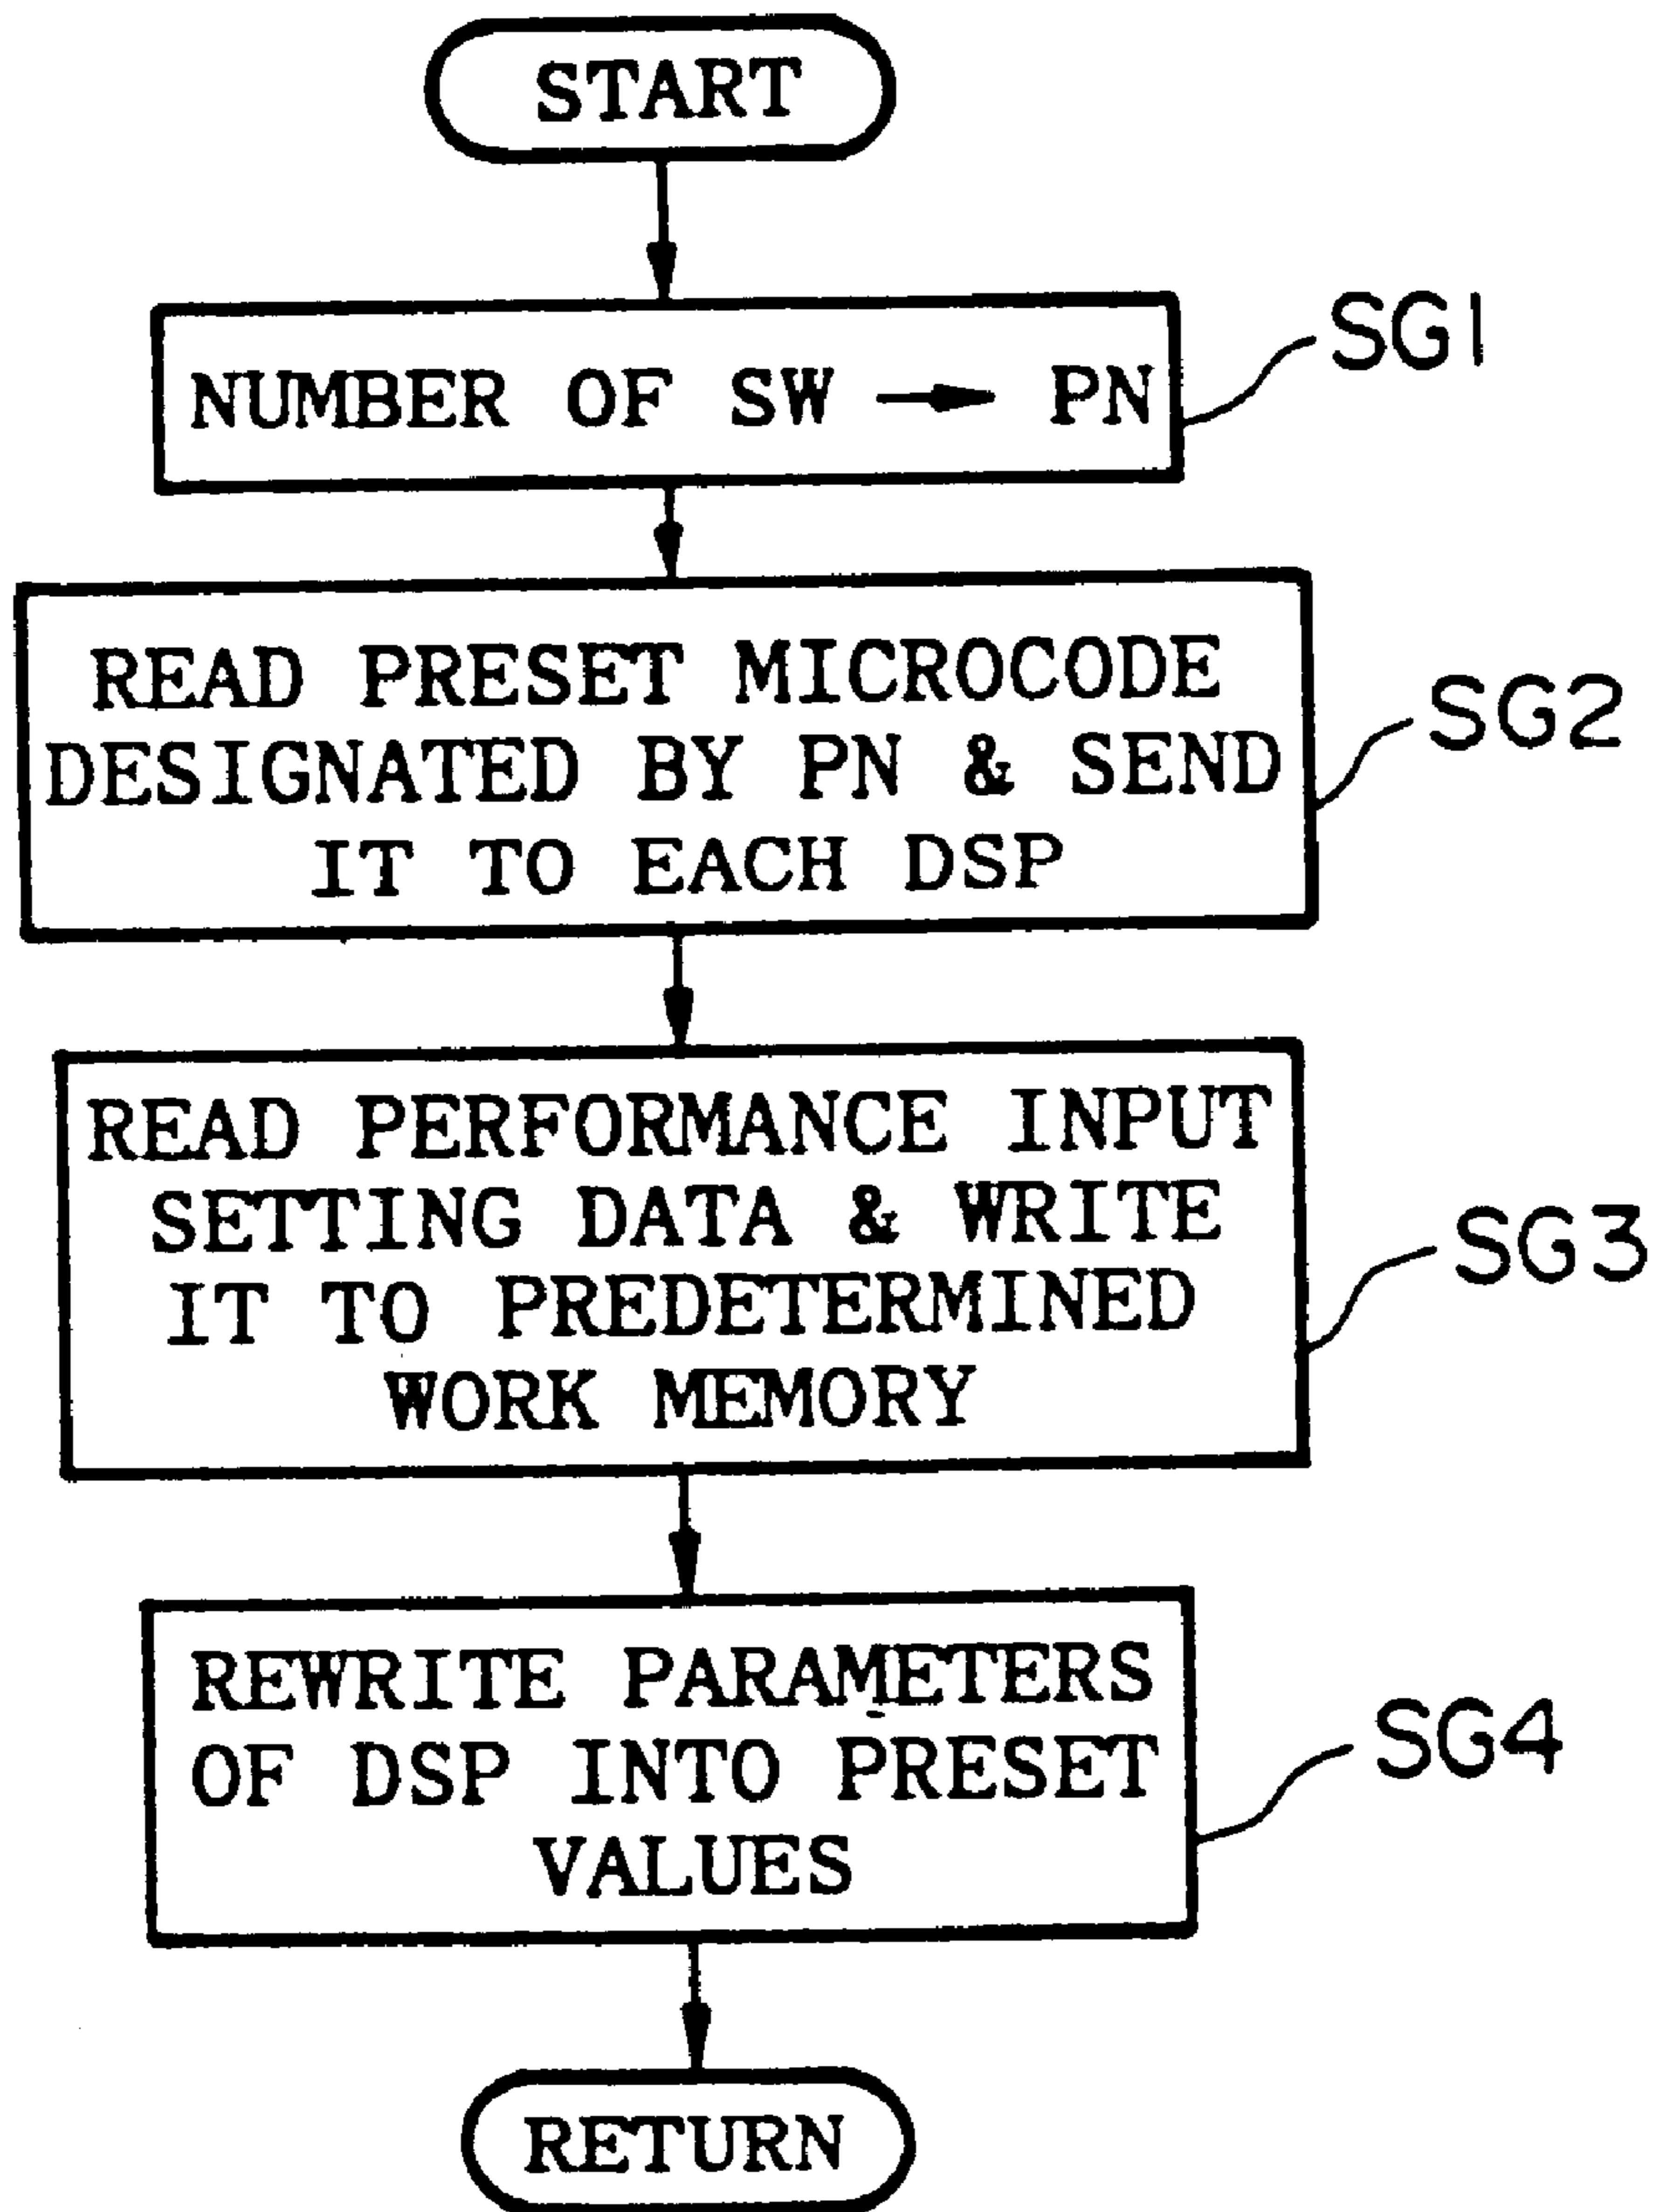 START
NUMBER OF SW → PN
SG1
READ PRESET MICROCODE
DESIGNATED BY PN & SEND
IT TO EACH DSP
SG2
READ PERFORMANCE INPUT
SETTING DATA & WRITE
IT TO PREDETERMINED
WORK MEMORY
SG3
REWRITE PARAMETERS
OF DSP INTO PRESET
VALUES
SG4
RETURN